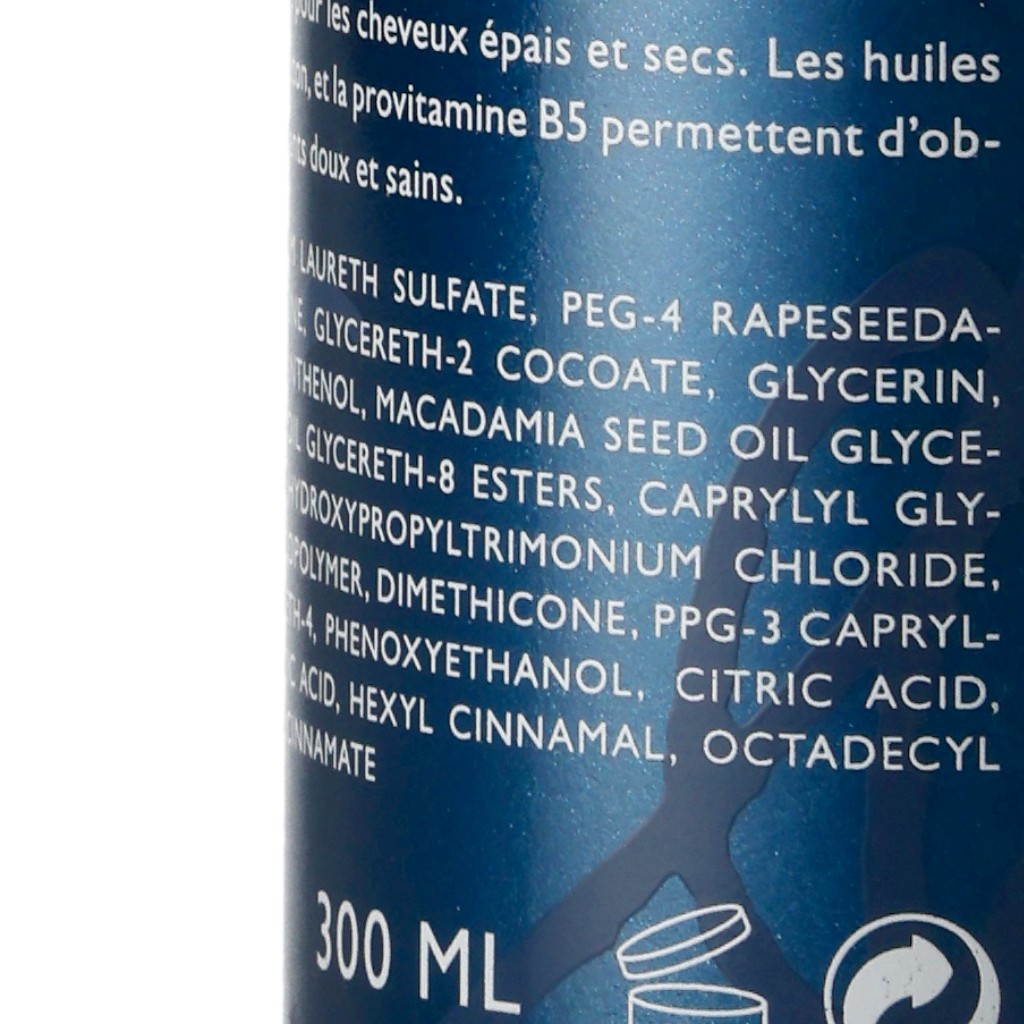 les cheveux épais et secs. Les huiles
et la provitamine B5 permettent d'ob-
doux et sains.
LAURETH SULFATE, PEG-4 RAPESEEDA-
GLYCERETH-2 COCOATE, GLYCERIN,
MACADAMIA SEED OIL GLYCE-
GLYCERETH-8 ESTERS, CAPRYLYL GLY-
CHLORIDE,
DIMETHICONE, PPG-3 CAPRYL-
PHENOXYETHANOL, CITRIC ACID,
ACID, HEXYL CINNAMAL, OCTADECYL
300 ML